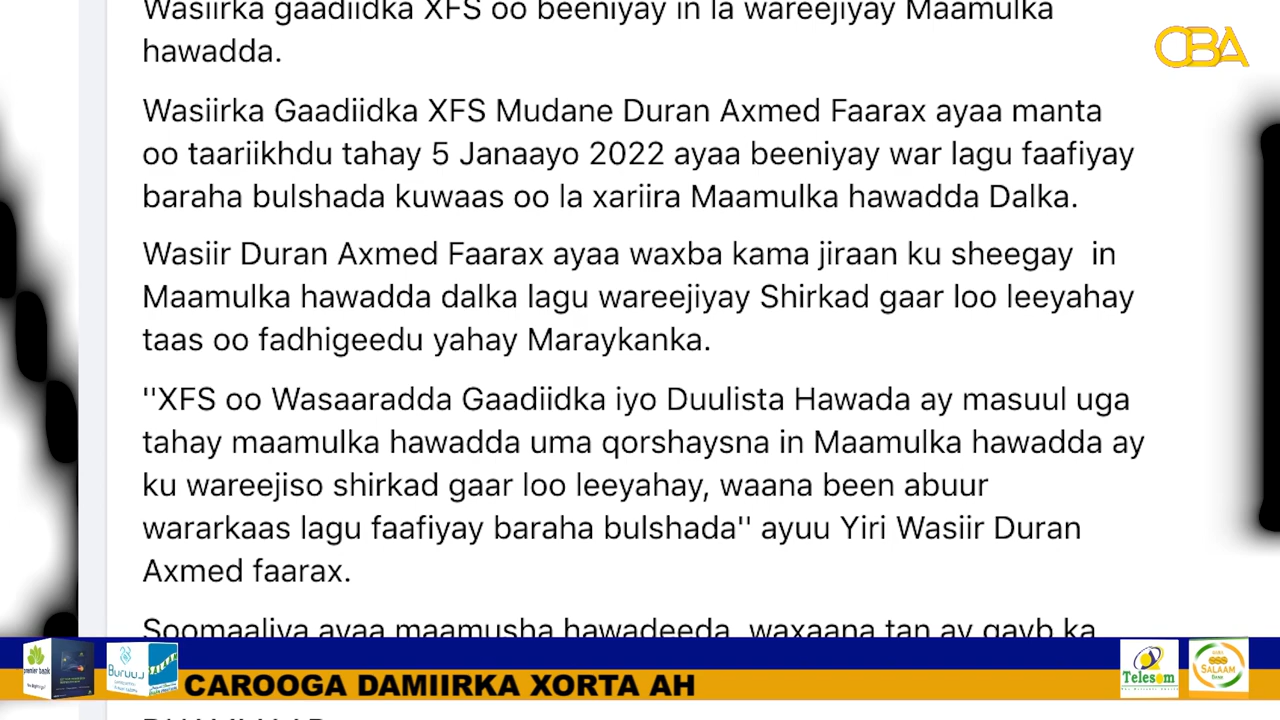 Wasiirka gaadiidka XFS oo beeniyay in la wareejiyay Maamulka
hawadda.
CBA
Wasiirka Gaadiidka XFS Mudane Duran Axmed Faarax ayaa manta
oo taariikhdu tahay 5 Janaayo 2022 ayaa beeniyay war lagu faafiyay
baraha bulshada kuwaas oo la xariira Maamulka hawadda Dalka.
Wasiir Duran Axmed Faarax ayaa waxba kama jiraan ku sheegay in
Maamulka hawadda dalka lagu wareejiyay Shirkad gaar loo leeyahay
taas oo fadhigeedu yahay Maraykanka.
''XFS oo Wasaaradda Gaadiidka iyo Duulista Hawada ay masuul uga
tahay maamulka hawadda uma qorshaysna in Maamulka hawadda ay
ku wareejiso shirkad gaar loo leeyahay, waana been abuur
wararkaas lagu faafiyay baraha bulshada'' ayuu Yiri Wasiir Duran
Axmed faarax.
Soomaaliya ayaa maamusha hawadeeda, waxaana tan ay qayb ka
premier bank
Buruuj
Telesom
SALAAM
CAROOGA DAMIIRKA XORTA AH